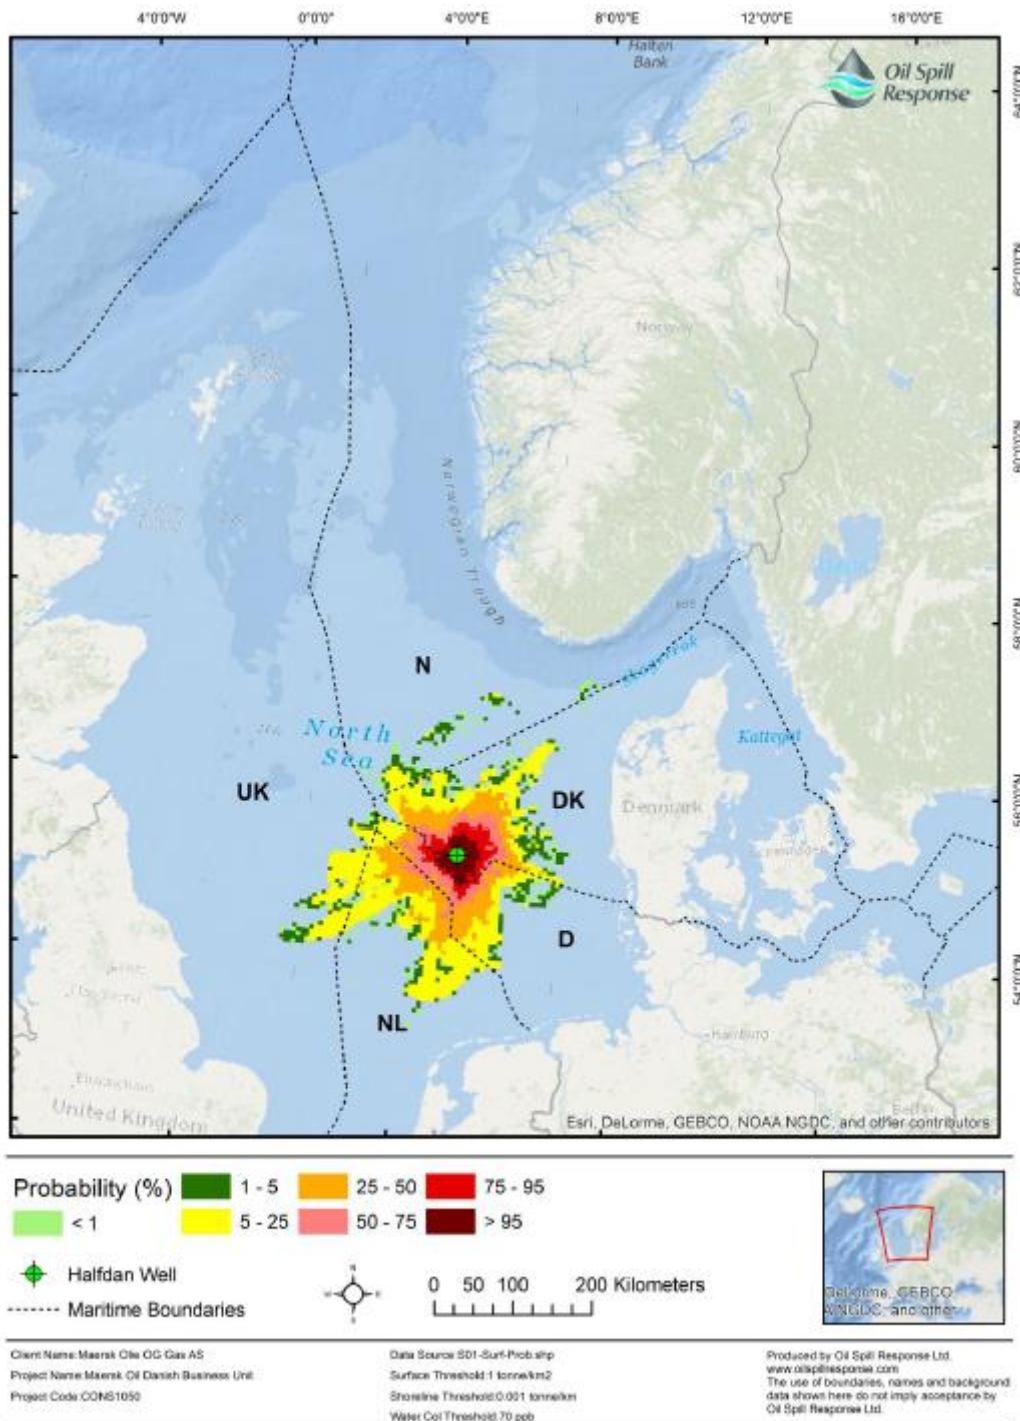 4°0'0"W 0°0'0" 4°0'0"E 8°0'0"E 12°0'0"E 16°0'0"E
Halten
Bank
Oil Spill
Response
Norway
Norwegian Trough
Skagerrak
N
North
Sea
Kattegat
UK
DK
Denmark
D
NL
Hamburg
United Kingdom
Esri, DeLorme, GEBCO, NOAA NGDC, and other contributors
Probability (%)
1 - 5
25 - 50
75 - 95
< 1
5 - 25
50 - 75
> 95
Halfdan Well
Maritime Boundaries
N
0 50 100 200 Kilometers
DeLorme, GEBCO,
NGDC, and other
Client Name:Maersk Olie OG Gas AS
Project Name:Maersk Oil Danish Business Unit
Project Code:CONS1050
Data Source:S01-Surf-Prob.shp
Surface Threshold:1 tonne/km2
Shoreline Threshold:0.001 tonne/km
Water Col Threshold:70 ppb
Produced by Oil Spill Response Ltd.
www.oilspillresponse.com
The use of boundaries, names and background
data shown here do not imply acceptance by
Oil Spill Response Ltd.